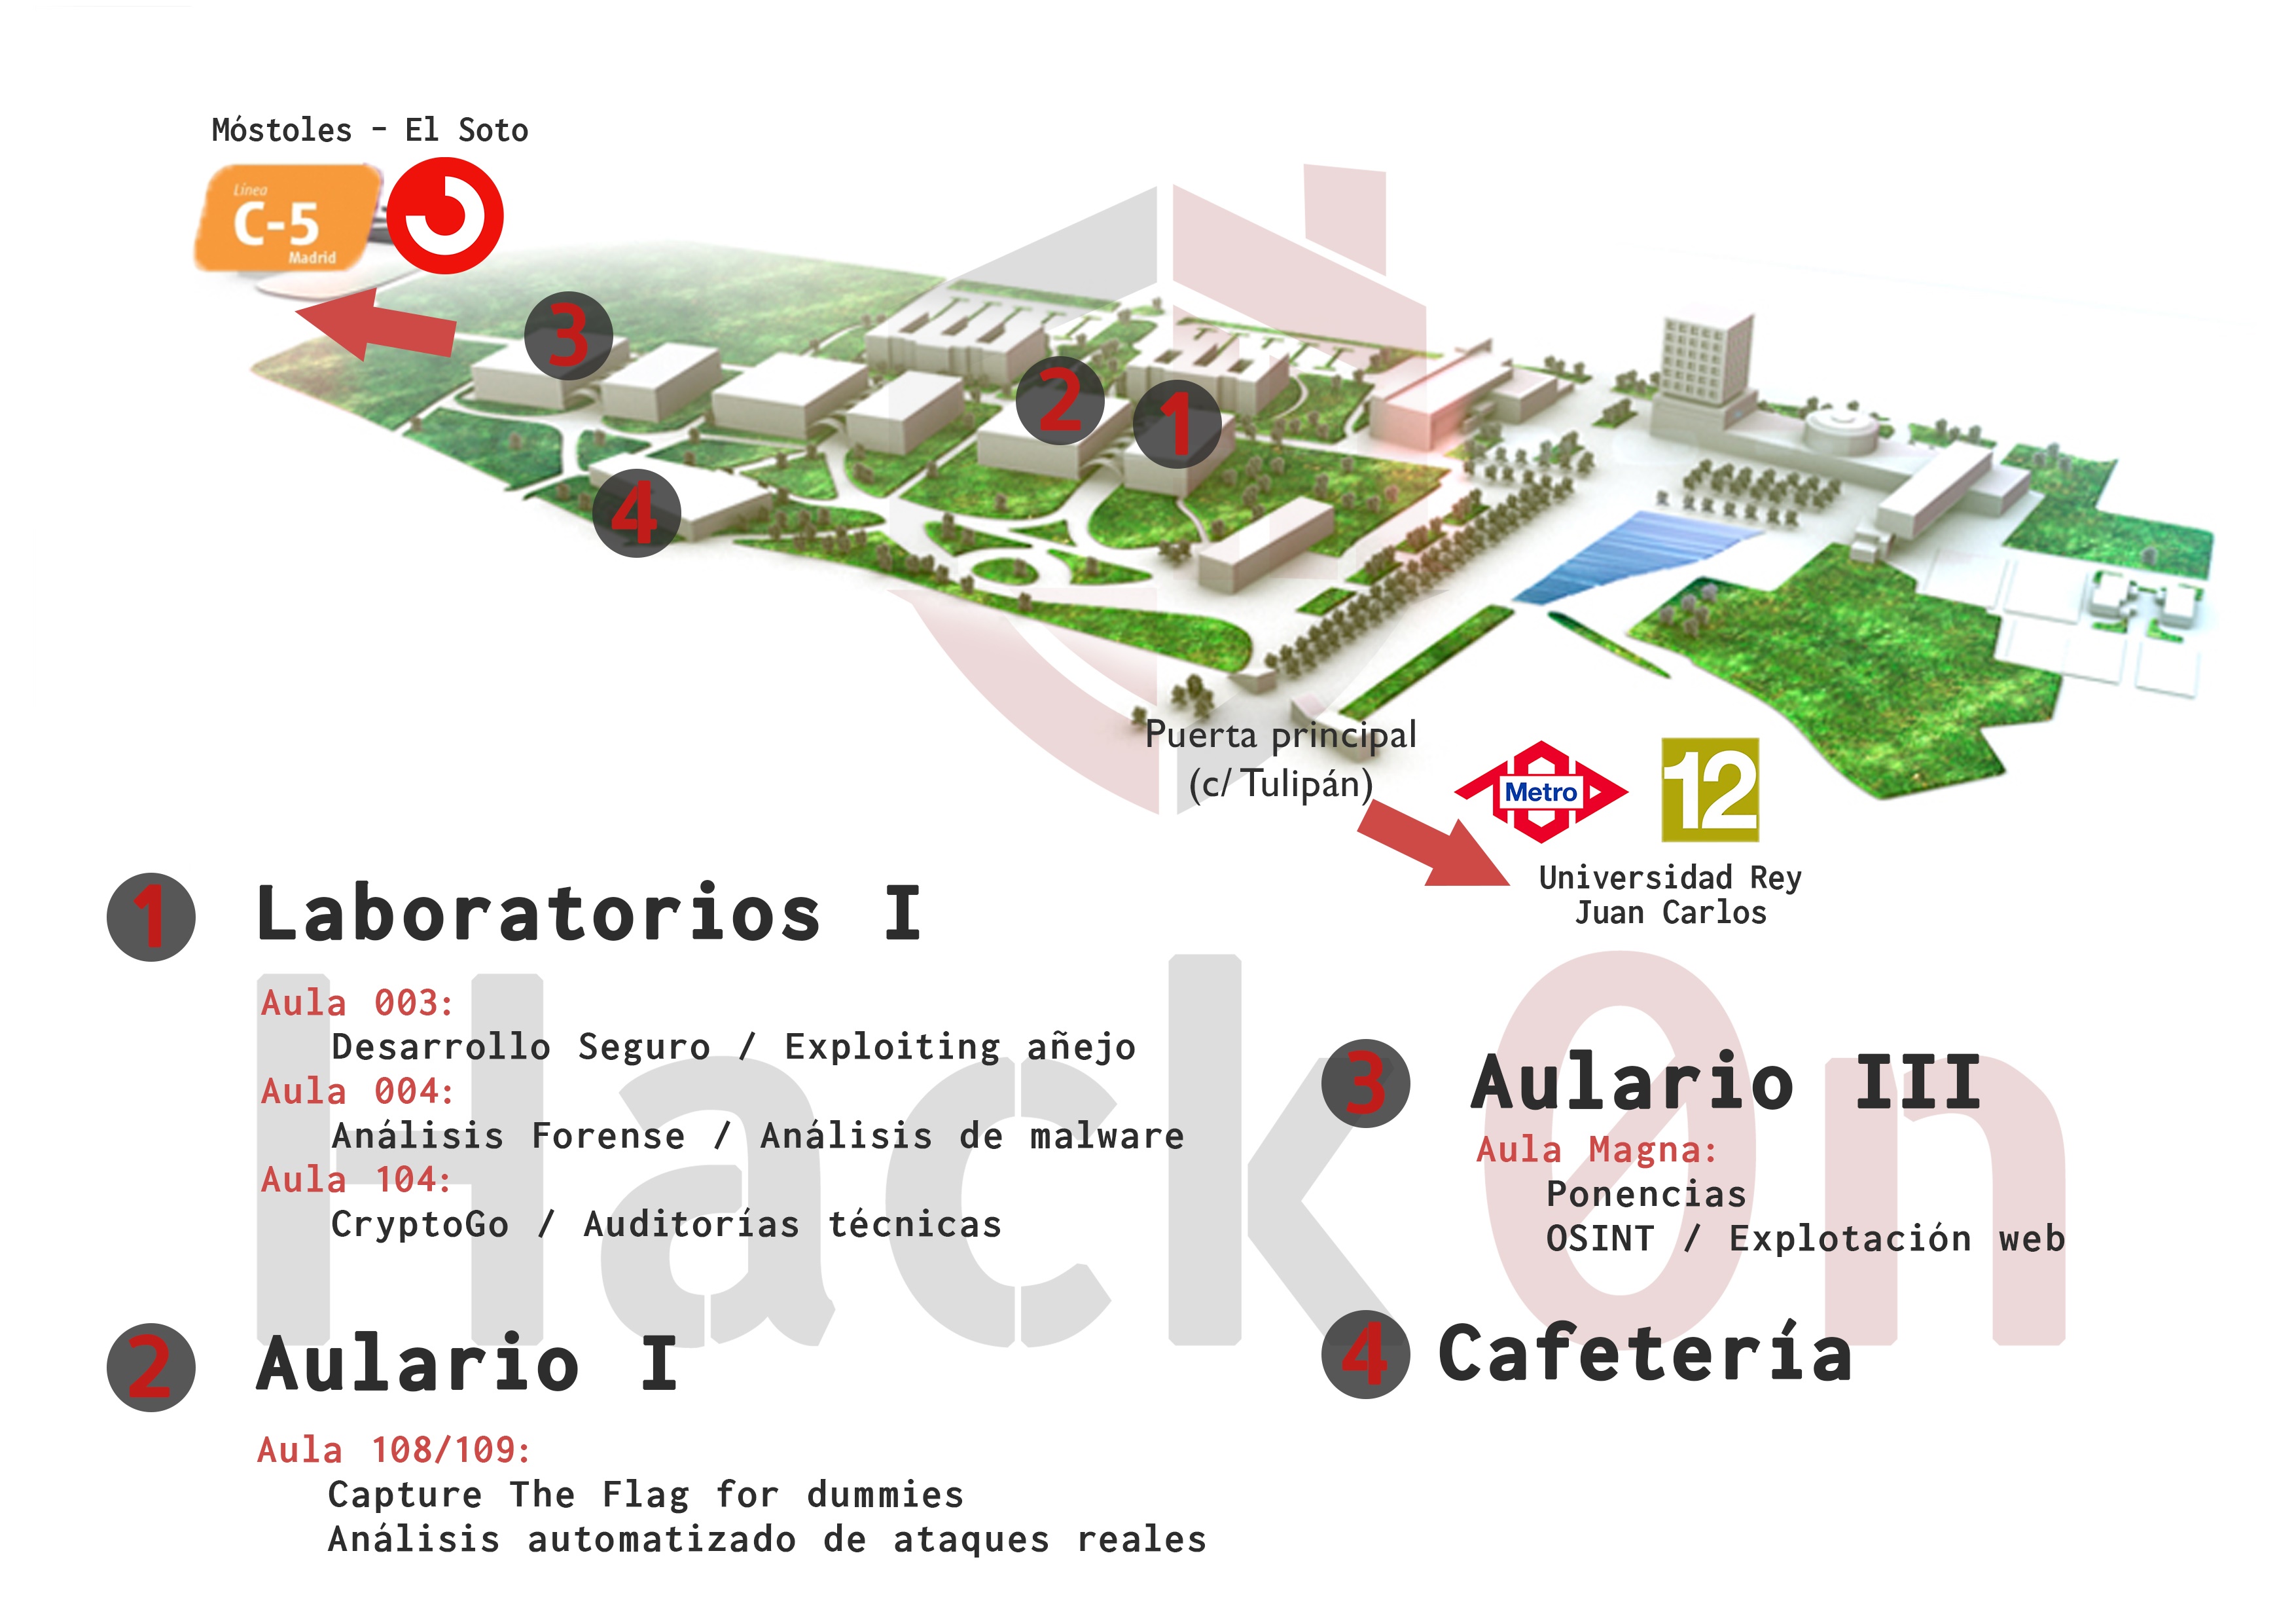 Móstoles - El Soto
Línea
C-5
Madrid
3
2
1
4
Puerta principal
(c/ Tulipán)
Metro
12
Universidad Rey
Juan Carlos
1 Laboratorios I
Aula 003:
Desarrollo Seguro / Exploiting añejo
Aula 004:
Análisis Forense / Análisis de malware
Aula 104:
CryptoGo / Auditorías técnicas
2 Aulario I
Aula 108/109:
Capture The Flag for dummies
Análisis automatizado de ataques reales
3 Aulario III
Aula Magna:
Ponencias
OSINT / Explotación web
4 Cafetería
Hack0n